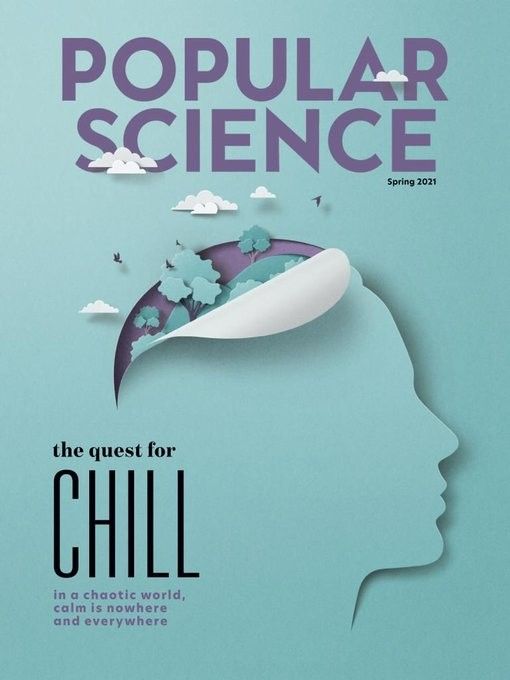 POPULAR
SCIENCE
Spring 2021
the quest for
CHILL
in a chaotic world,
calm is nowhere
and everywhere